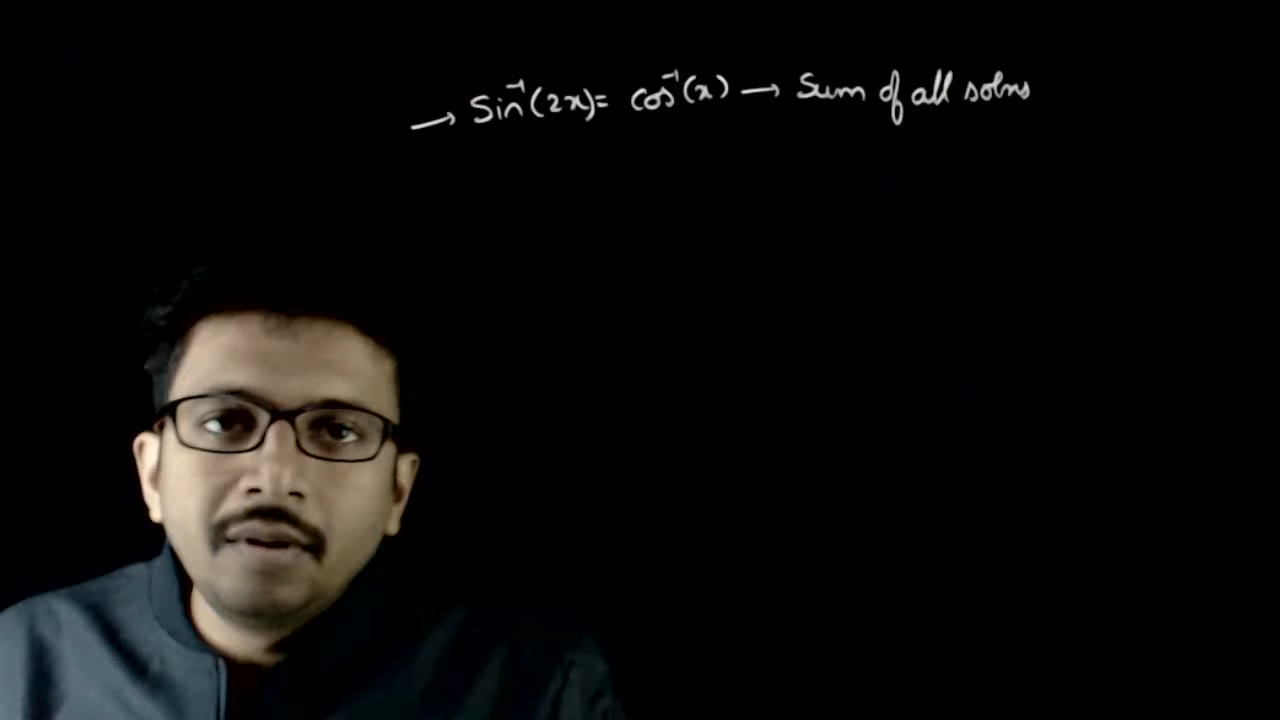 → Sin⁻¹(2x)= cos⁻¹(x) → Sum of all solns